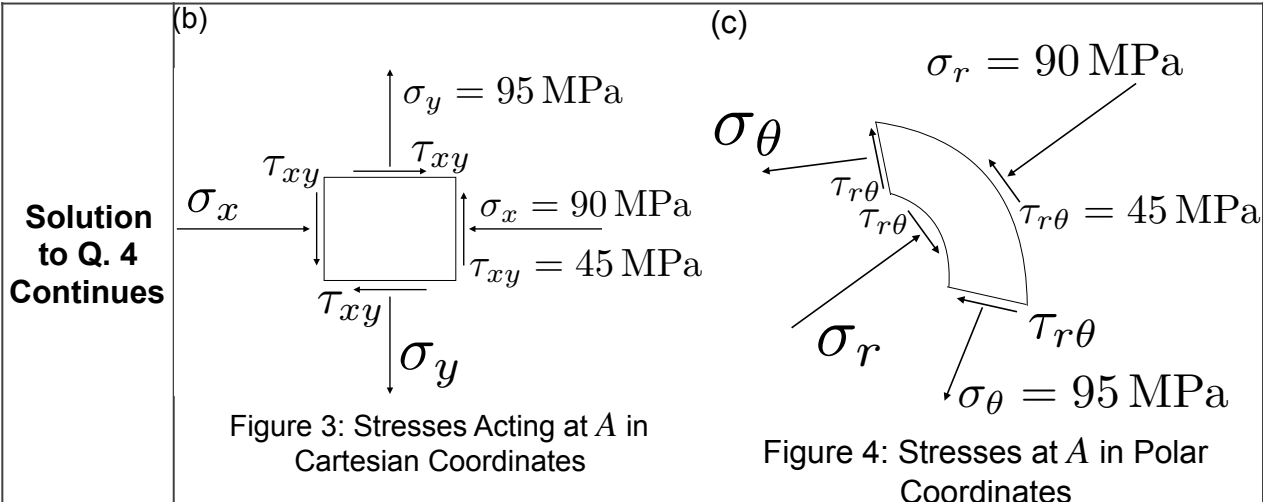 Solution
to Q. 4
Continues
(b)
σ_y = 95 MPa
τ_xy
τ_xy
σ_x
σ_x = 90 MPa
τ_xy = 45 MPa
τ_xy
σ_y
Figure 3: Stresses Acting at A in
Cartesian Coordinates
(c)
σ_r = 90 MPa
σ_θ
τ_rθ
τ_rθ
τ_rθ = 45 MPa
σ_r
τ_rθ
σ_θ = 95 MPa
Figure 4: Stresses at A in Polar
Coordinates